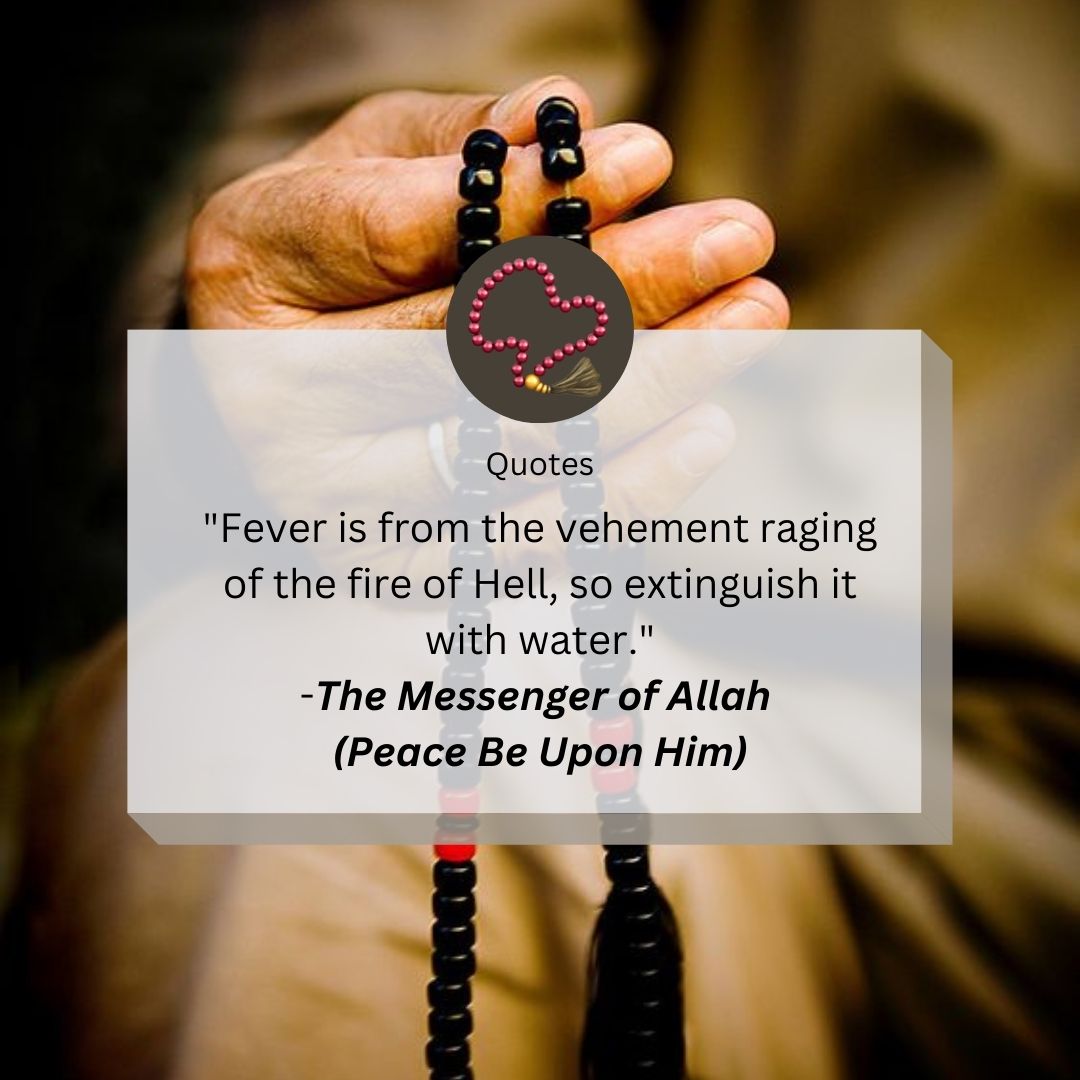 Quotes
"Fever is from the vehement raging
of the fire of Hell, so extinguish it
with water."
-The Messenger of Allah
(Peace Be Upon Him)